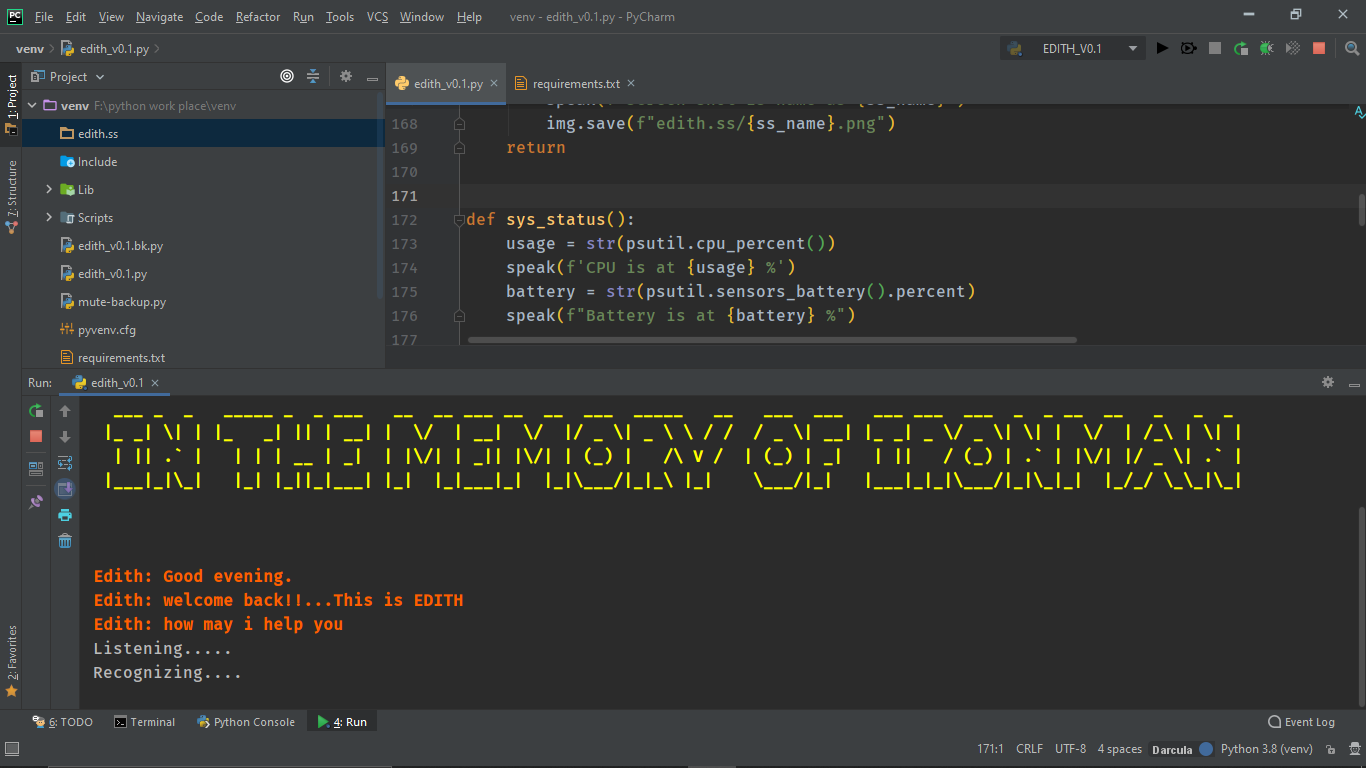 PC File Edit View Navigate Code Refactor Run Tools VCS Window Help venv - edith_v0.1.py - PyCharm
venv edith_v0.1.py EDITH_V0.1
1: Project
7: Structure
2: Favorites
Project
venv F:\python work place\venv
edith.ss
Include
Lib
Scripts
edith_v0.1.bk.py
edith_v0.1.py
mute-backup.py
pyvenv.cfg
requirements.txt
edith_v0.1.py requirements.txt
168 img.save(f"edith.ss/{ss_name}.png")
169 return
170
171
172 def sys_status():
173 usage = str(psutil.cpu_percent())
174 speak(f'CPU is at {usage} %')
175 battery = str(psutil.sensors_battery().percent)
176 speak(f"Battery is at {battery} %")
177
Run: edith_v0.1
IN THE MEMORY OF IRONMAN
Edith: Good evening.
Edith: welcome back!!...This is EDITH
Edith: how may i help you
Listening.....
Recognizing....
6: TODO Terminal Python Console 4: Run Event Log
171:1 CRLF UTF-8 4 spaces Darcula Python 3.8 (venv)